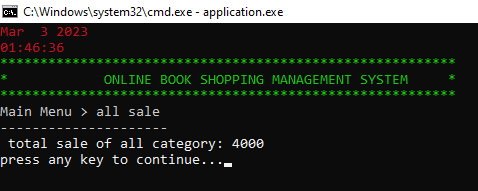 C:\Windows\system32\cmd.exe - application.exe
Mar  3 2023
01:46:36
*********************************************************
*            ONLINE BOOK SHOPPING MANAGEMENT SYSTEM     *
*********************************************************
Main Menu > all sale
---------------------
 total sale of all category: 4000
press any key to continue..._